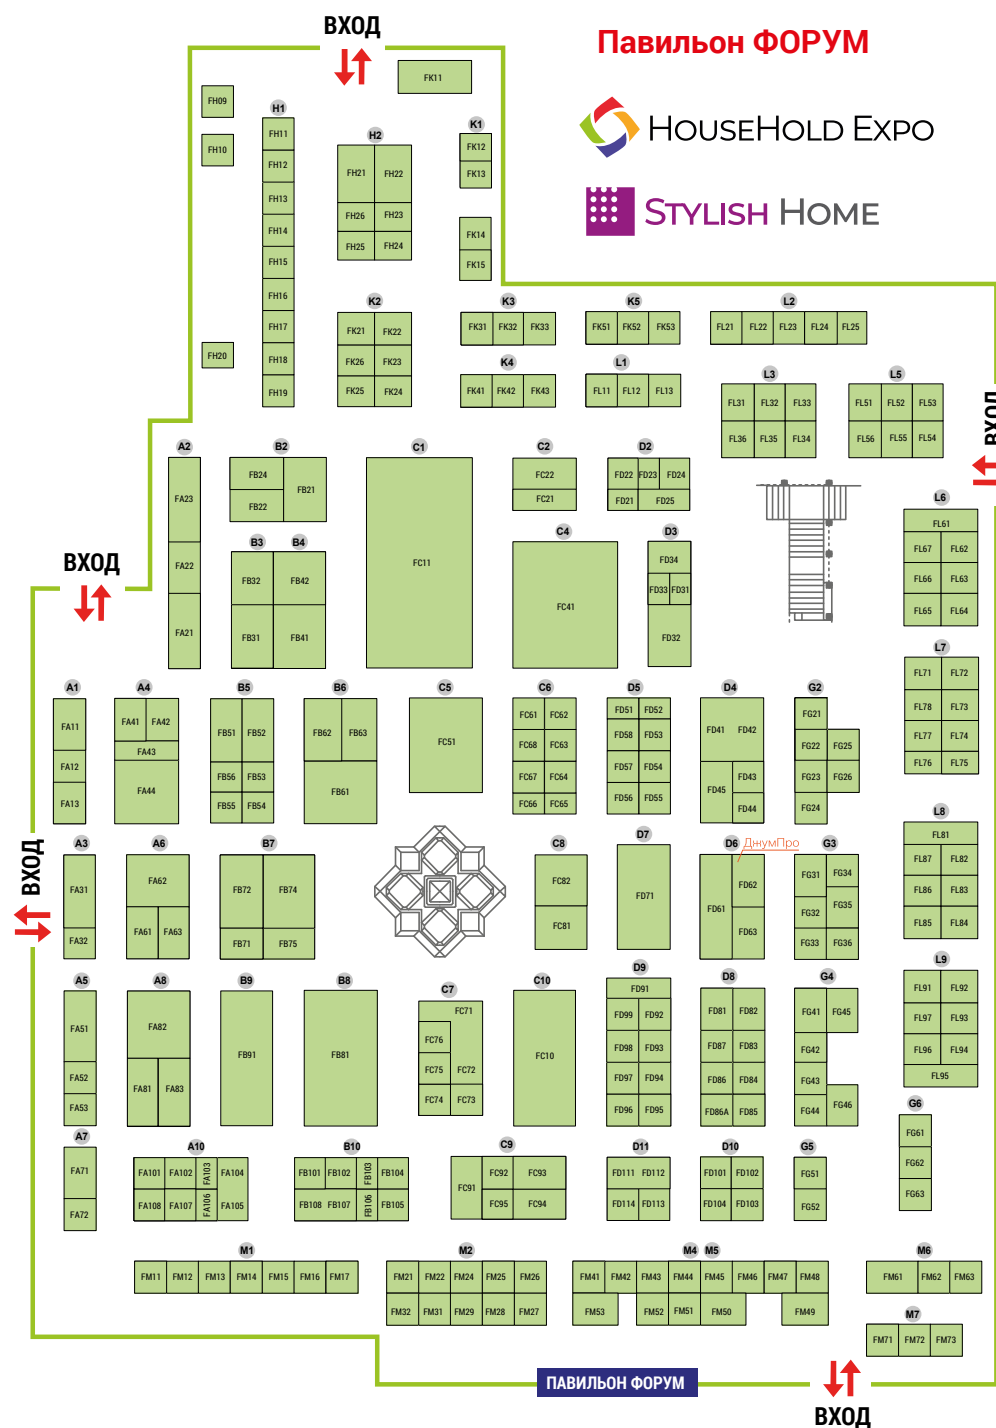 ВХОД
Павильон ФОРУМ
FK11
FH09
H1
HOUSEHOLD EXPO
FH10
FH11
H2
K1
FH12
FH21 FH22
FK12
FK13
STYLISH HOME
FH13
FH26 FH23
FH14
FH25 FH24
FK14
FH15
FK15
FH16
K2
K3
K5
L2
FH17
FK21 FK22
FK31 FK32 FK33
FK51 FK52 FK53
FL21 FL22 FL23 FL24 FL25
FH20
FH18
FK26 FK23
K4
L1
L3
L5
FH19
FK25 FK24
FK41 FK42 FK43
FL11 FL12 FL13
FL31 FL32 FL33
FL51 FL52 FL53
ВХОД
FL36 FL35 FL34
FL56 FL55 FL54
A2
B2
C1
C2
D2
FA23
FB24
FB21
FB22
FC22
FC21
FD22 FD23 FD24
FD21 FD25
L6
FL61
FL67 FL62
FL66 FL63
FL65 FL64
ВХОД
B3 B4
C4
D3
FA22
FB32 FB42
FC11
FC41
FD34
FD33 FD31
FA21
FB31 FB41
FD32
L7
FL71 FL72
FL78 FL73
FL77 FL74
FL76 FL75
A1
A4
B5
B6
C5
C6
D5
D4
G2
FA11
FA41 FA42
FA43
FA12
FA44
FA13
FB51 FB52
FB56 FB53
FB55 FB54
FB62 FB63
FB61
FC51
FC61 FC62
FC68 FC63
FC67 FC64
FC66 FC65
FD51 FD52
FD58 FD53
FD57 FD54
FD56 FD55
FD41 FD42
FD45 FD43
FD44
FG21
FG22 FG25
FG23 FG26
FG24
L8
FL81
FL87 FL82
FL86 FL83
FL85 FL84
ВХОД
A3
A6
B7
C8
D7
D6
ДжумПро
G3
FA31
FA32
FA62
FA61 FA63
FB72 FB74
FB71 FB75
FC82
FC81
FD71
FD61 FD62
FD63
FG31 FG34
FG32 FG35
FG33 FG36
A5
A8
B9
B8
C7
C10
D9
D8
G4
L9
FA51
FA52
FA53
FA82
FA81 FA83
FB91
FB81
FC71
FC76
FC75 FC72
FC74 FC73
FC10
FD91
FD99 FD92
FD98 FD93
FD97 FD94
FD96 FD95
FD81 FD82
FD87 FD83
FD86 FD84
FD86A FD85
FG41 FG45
FG42
FG43
FG44 FG46
FL91 FL92
FL97 FL93
FL96 FL94
FL95
A7
A10
B10
C9
D11
D10
G5
G6
FA71
FA72
FA101 FA102 FA103 FA104
FA108 FA107 FA106 FA105
FB101 FB102 FB103 FB104
FB108 FB107 FB106 FB105
FC91 FC92 FC93
FC95 FC94
FD111 FD112
FD114 FD113
FD101 FD102
FD104 FD103
FG51
FG52
FG61
FG62
FG63
M1
M2
M4 M5
M6
FM11 FM12 FM13 FM14 FM15 FM16 FM17
FM21 FM22 FM24 FM25 FM26
FM32 FM31 FM29 FM28 FM27
FM41 FM42 FM43 FM44 FM45 FM46 FM47 FM48
FM53 FM52 FM51 FM50 FM49
FM61 FM62 FM63
M7
FM71 FM72 FM73
ПАВИЛЬОН ФОРУМ
ВХОД